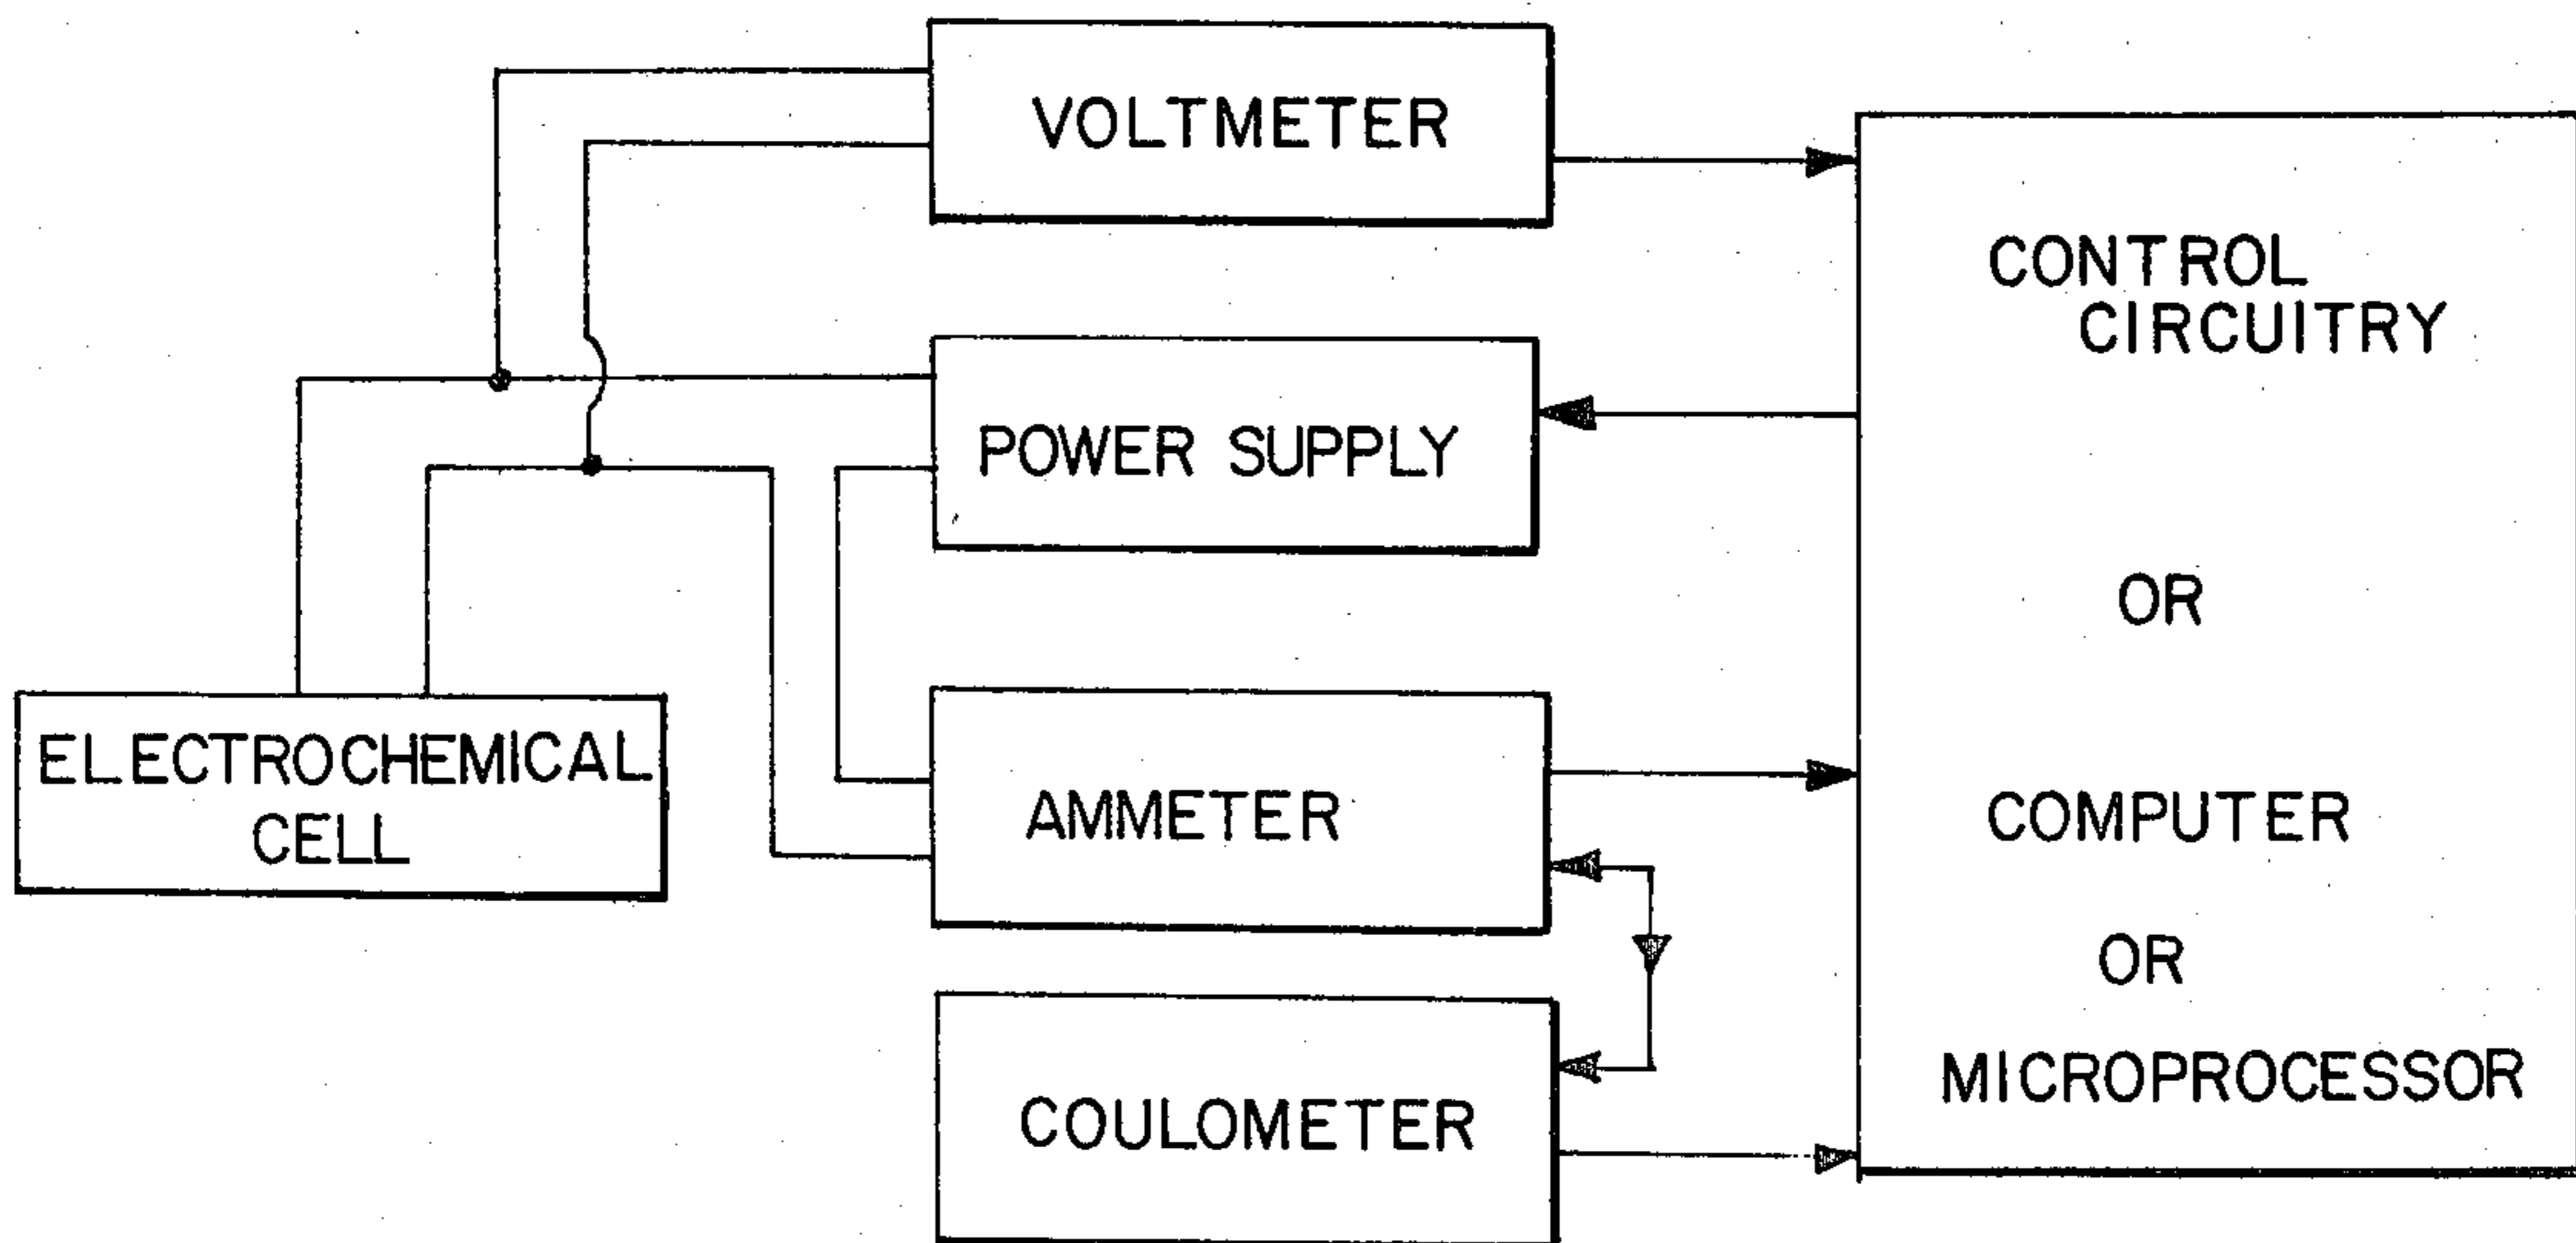 VOLTMETER
POWER SUPPLY
ELECTROCHEMICAL
CELL
AMMETER
COULOMETER
CONTROL
CIRCUITRY
OR
COMPUTER
OR
MICROPROCESSOR